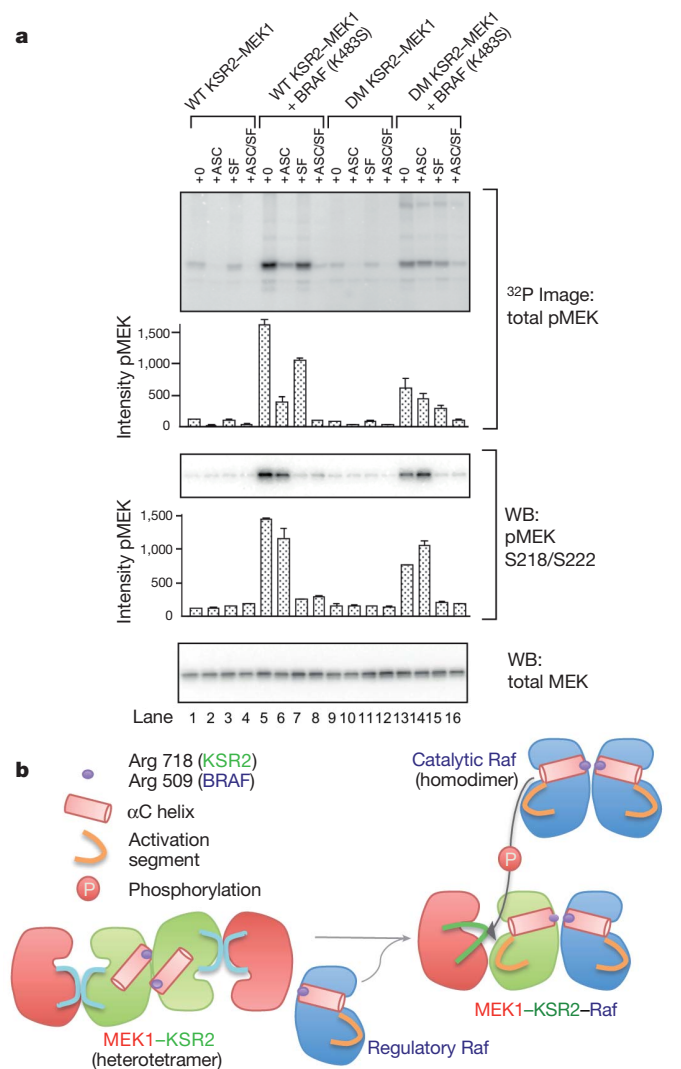 a
WT KSR2–MEK1
WT KSR2–MEK1
+ BRAF (K483S)
DM KSR2–MEK1
DM KSR2–MEK1
+ BRAF (K483S)
+0 +ASC +SF +ASC/SF +0 +ASC +SF +ASC/SF +0 +ASC +SF +ASC/SF +0 +ASC +SF +ASC/SF
32P Image:
total pMEK
Intensity pMEK
1,500
1,000
500
0
WB:
pMEK
S218/S222
Intensity pMEK
1,500
1,000
500
0
WB:
total MEK
Lane 1 2 3 4 5 6 7 8 9 10 11 12 13 14 15 16
b
Arg 718 (KSR2)
Arg 509 (BRAF)
αC helix
Activation
segment
P Phosphorylation
Catalytic Raf
(homodimer)
P
MEK1–KSR2
(heterotetramer)
Regulatory Raf
MEK1–KSR2–Raf